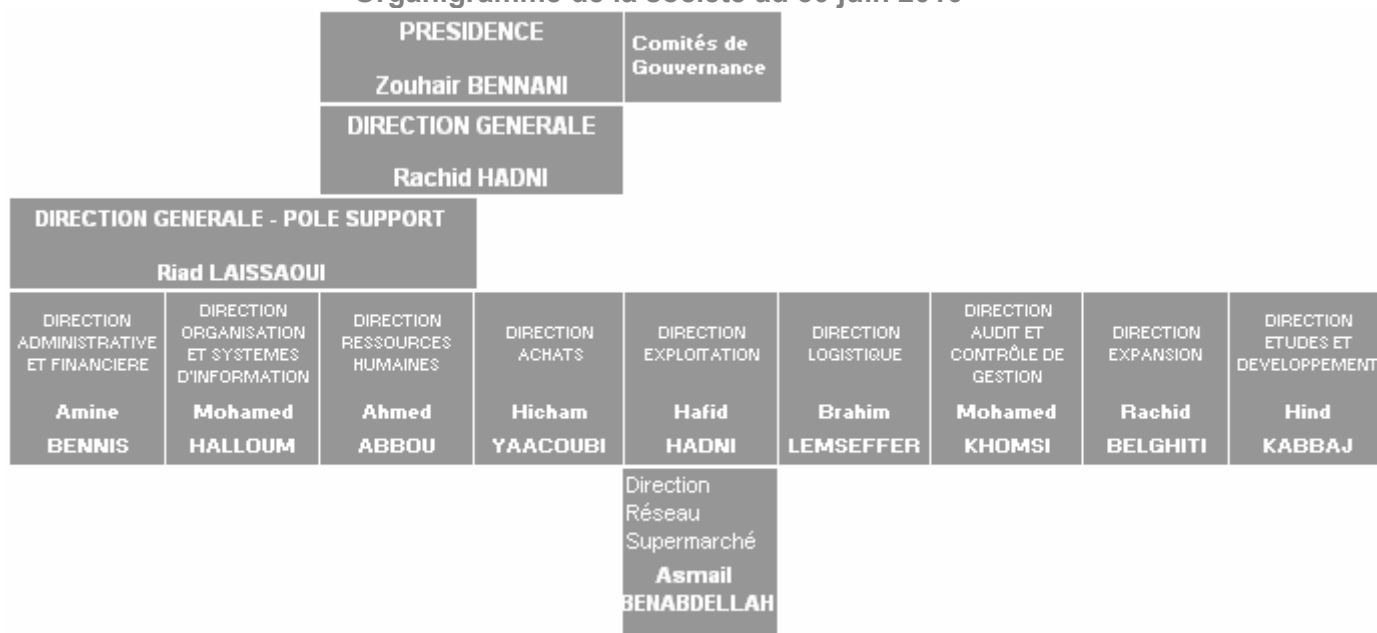 PRESIDENCE
Zouhair BENNANI
Comités de
Gouvernance
DIRECTION GENERALE
Rachid HADNI
DIRECTION GENERALE - POLE SUPPORT
Riad LAISSAOUI
DIRECTION
ADMINISTRATIVE
ET FINANCIERE
Amine
BENNIS
DIRECTION
ORGANISATION
ET SYSTEMES
D'INFORMATION
Mohamed
HALLOUM
DIRECTION
RESSOURCES
HUMAINES
Ahmed
ABBOU
DIRECTION
ACHATS
Hicham
YAACOUBI
DIRECTION
EXPLOITATION
Hafid
HADNI
DIRECTION
LOGISTIQUE
Brahim
LEMSEFFER
DIRECTION
AUDIT ET
CONTRÔLE DE
GESTION
Mohamed
KHOMSI
DIRECTION
EXPANSION
Rachid
BELGHITI
DIRECTION
ETUDES ET
DEVELOPPEMENT
Hind
KABBAJ
Direction
Réseau
Supermarché
Asmail
BENABDELLAH